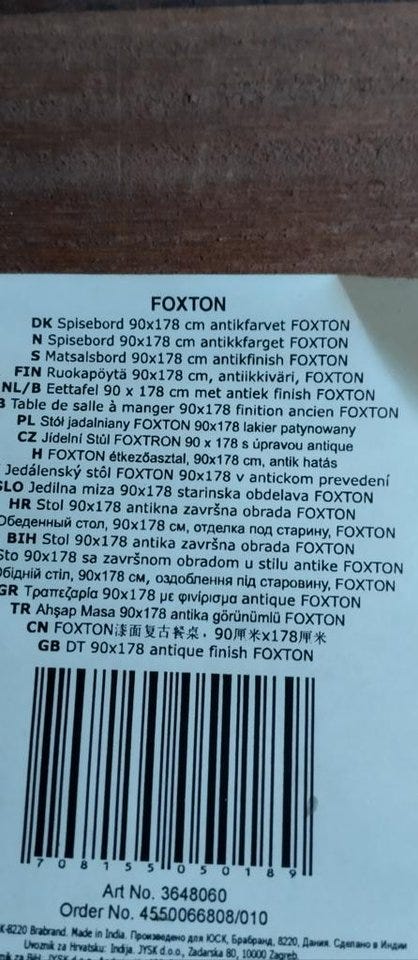 FOXTON
DK Spisebord 90x178 cm antikfarvet FOXTON
N Spisebord 90x178 cm antikkfarget FOXTON
S Matsalsbord 90x178 cm antikfinish FOXTON
FIN Ruokapöytä 90x178 cm, antiikkiväri, FOXTON
NL/B Eettafel 90 x 178 cm met antiek finish FOXTON
B Table de salle à manger 90x178 finition ancien FOXTON
PL Stół jadalniany FOXTON 90x178 lakier patynowany
CZ Jídelní Stůl FOXTRON 90 x 178 s úpravou antique
H FOXTON étkezőasztal, 90x178 cm, antik hatás
Jedálenský stôl FOXTON 90x178 v antickom prevedení
SLO Jedilna miza 90x178 starinska obdelava FOXTON
HR Stol 90x178 antikna završna obrada FOXTON
Обеденный стол, 90x178 см, отделка под старину, FOXTON
BIH Stol 90x178 antika završna obrada FOXTON
Sto 90x178 sa završnom obradom u stilu antike FOXTON
Обідній стіл, 90x178 см, оздоблення під старовину, FOXTON
GR Τραπεζαρία 90x178 με φινίρισμα antique FOXTON
TR Ahşap Masa 90x178 antika görünümlü FOXTON
CN FOXTON漆面复古餐桌，90厘米x178厘米
GB DT 90x178 antique finish FOXTON
708155050189
Art No. 3648060
Order No. 4550066808/010
K-8220 Brabrand. Made in India. Произведено для ЮСК, Брабранд, 8220, Дания. Сделано в Индии
Uvoznik za Hrvatsku: Indija. JYSK d.o.o., Zadarska 80, 10000 Zagreb